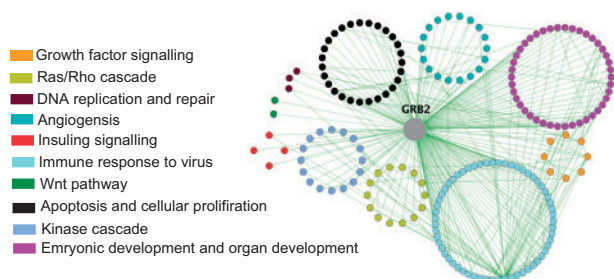 Growth factor signalling
Ras/Rho cascade
DNA replication and repair
Angiogensis
Insuling signalling
Immune response to virus
Wnt pathway
Apoptosis and cellular prolifiration
Kinase cascade
Emryonic development and organ development
GRB2